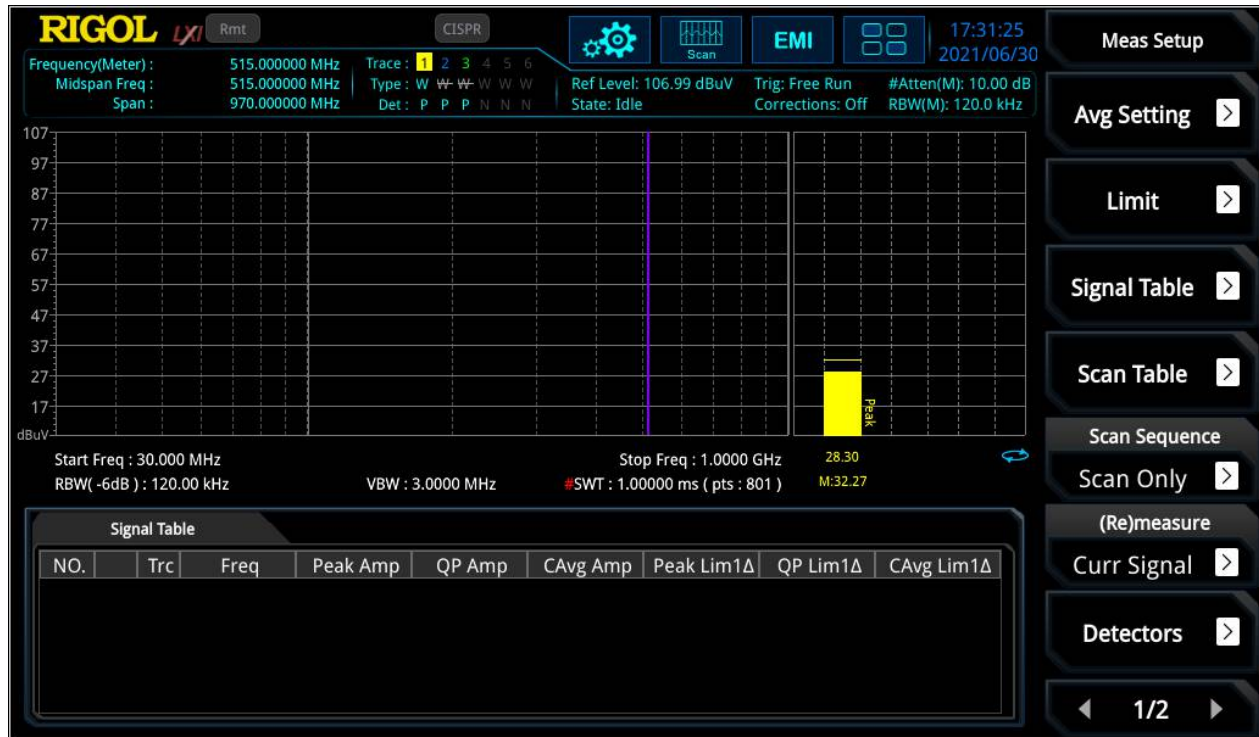 RIGOL LXI Rmt CISPR Scan EMI 17:31:25
2021/06/30
Frequency(Meter) : 515.000000 MHz Trace : 1 2 3 4 5 6
Midspan Freq : 515.000000 MHz Type : W W W W W W Ref Level: 106.99 dBuV Trig: Free Run #Atten(M): 10.00 dB
Span : 970.000000 MHz Det : P P P N N N State: Idle Corrections: Off RBW(M): 120.0 kHz
107
97
87
77
67
57
47
37
27
17
dBuV
Peak
Start Freq : 30.000 MHz Stop Freq : 1.0000 GHz 28.30
RBW( -6dB ) : 120.00 kHz VBW : 3.0000 MHz #SWT : 1.00000 ms ( pts : 801 ) M:32.27
Signal Table
NO. Trc Freq Peak Amp QP Amp CAvg Amp Peak Lim1Δ QP Lim1Δ CAvg Lim1Δ
Meas Setup
Avg Setting >
Limit >
Signal Table >
Scan Table >
Scan Sequence
Scan Only >
(Re)measure
Curr Signal >
Detectors >
1/2